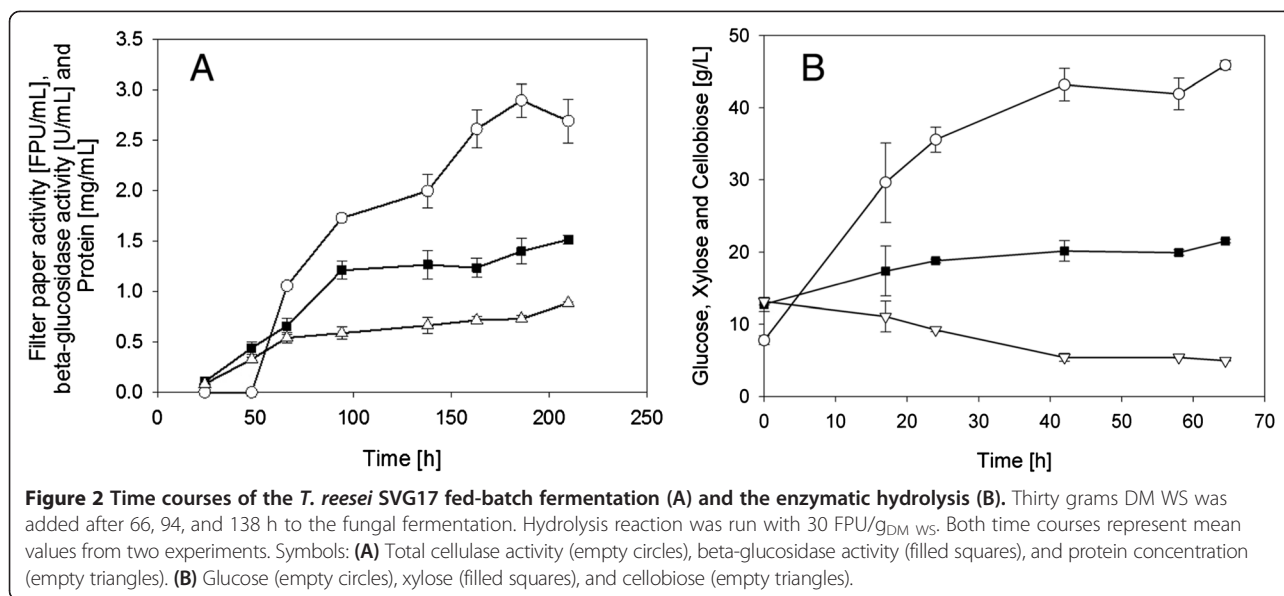 A
Filter paper activity [FPU/mL],
beta-glucosidase activity [U/mL] and
Protein [mg/mL]
3.5
3.0
2.5
2.0
1.5
1.0
0.5
0.0
0 50 100 150 200 250
Time [h]
B
Glucose, Xylose and Cellobiose [g/L]
50
40
30
20
10
0
0 10 20 30 40 50 60 70
Time [h]
Figure 2 Time courses of the T. reesei SVG17 fed-batch fermentation (A) and the enzymatic hydrolysis (B). Thirty grams DM WS was
added after 66, 94, and 138 h to the fungal fermentation. Hydrolysis reaction was run with 30 FPU/gDM WS. Both time courses represent mean
values from two experiments. Symbols: (A) Total cellulase activity (empty circles), beta-glucosidase activity (filled squares), and protein concentration
(empty triangles). (B) Glucose (empty circles), xylose (filled squares), and cellobiose (empty triangles).